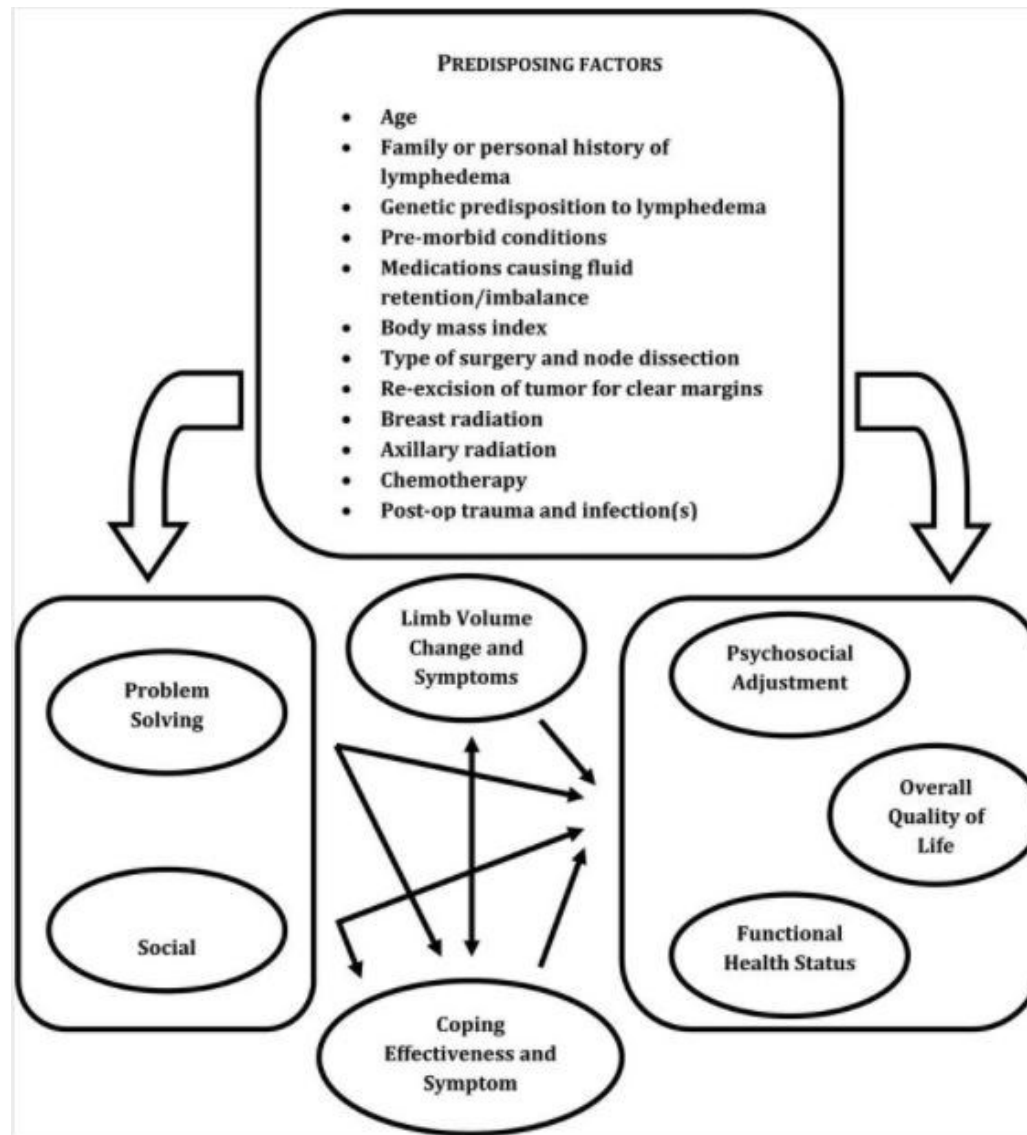 PREDISPOSING FACTORS
• Age
• Family or personal history of
lymphedema
• Genetic predisposition to lymphedema
• Pre-morbid conditions
• Medications causing fluid
retention/imbalance
• Body mass index
• Type of surgery and node dissection
• Re-excision of tumor for clear margins
• Breast radiation
• Axillary radiation
• Chemotherapy
• Post-op trauma and infection(s)
Problem
Solving
Social
Limb Volume
Change and
Symptoms
Coping
Effectiveness and
Symptom
Psychosocial
Adjustment
Overall
Quality of
Life
Functional
Health Status